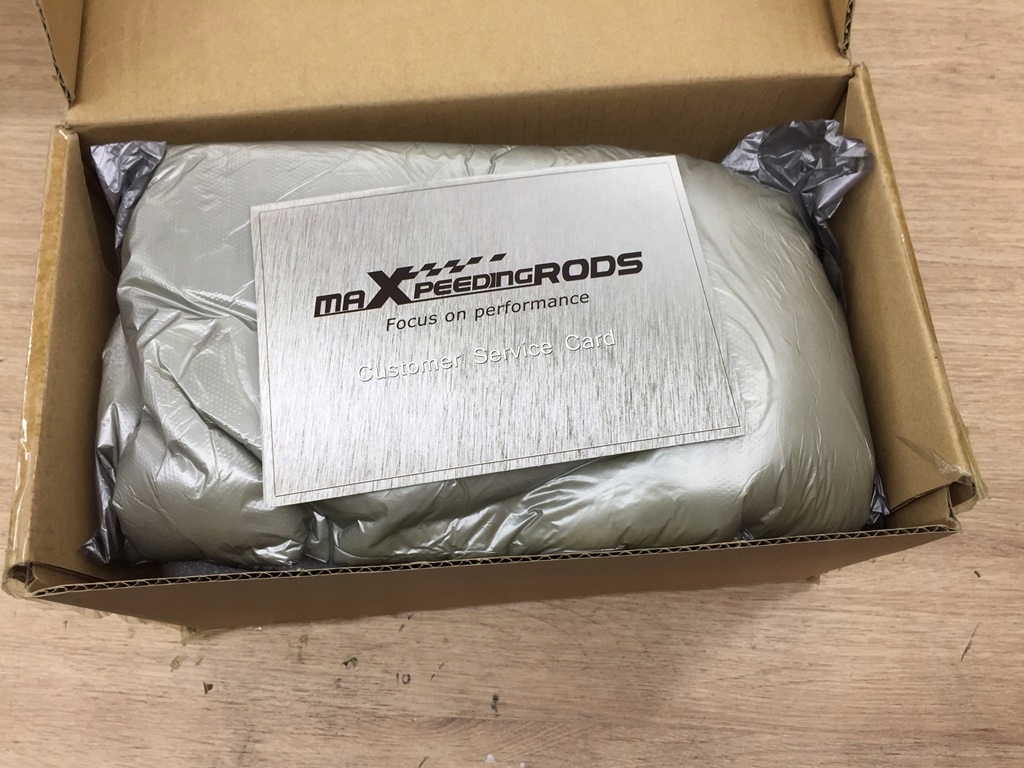 maXpeedingRODS
Focus on performance
Customer Service Card